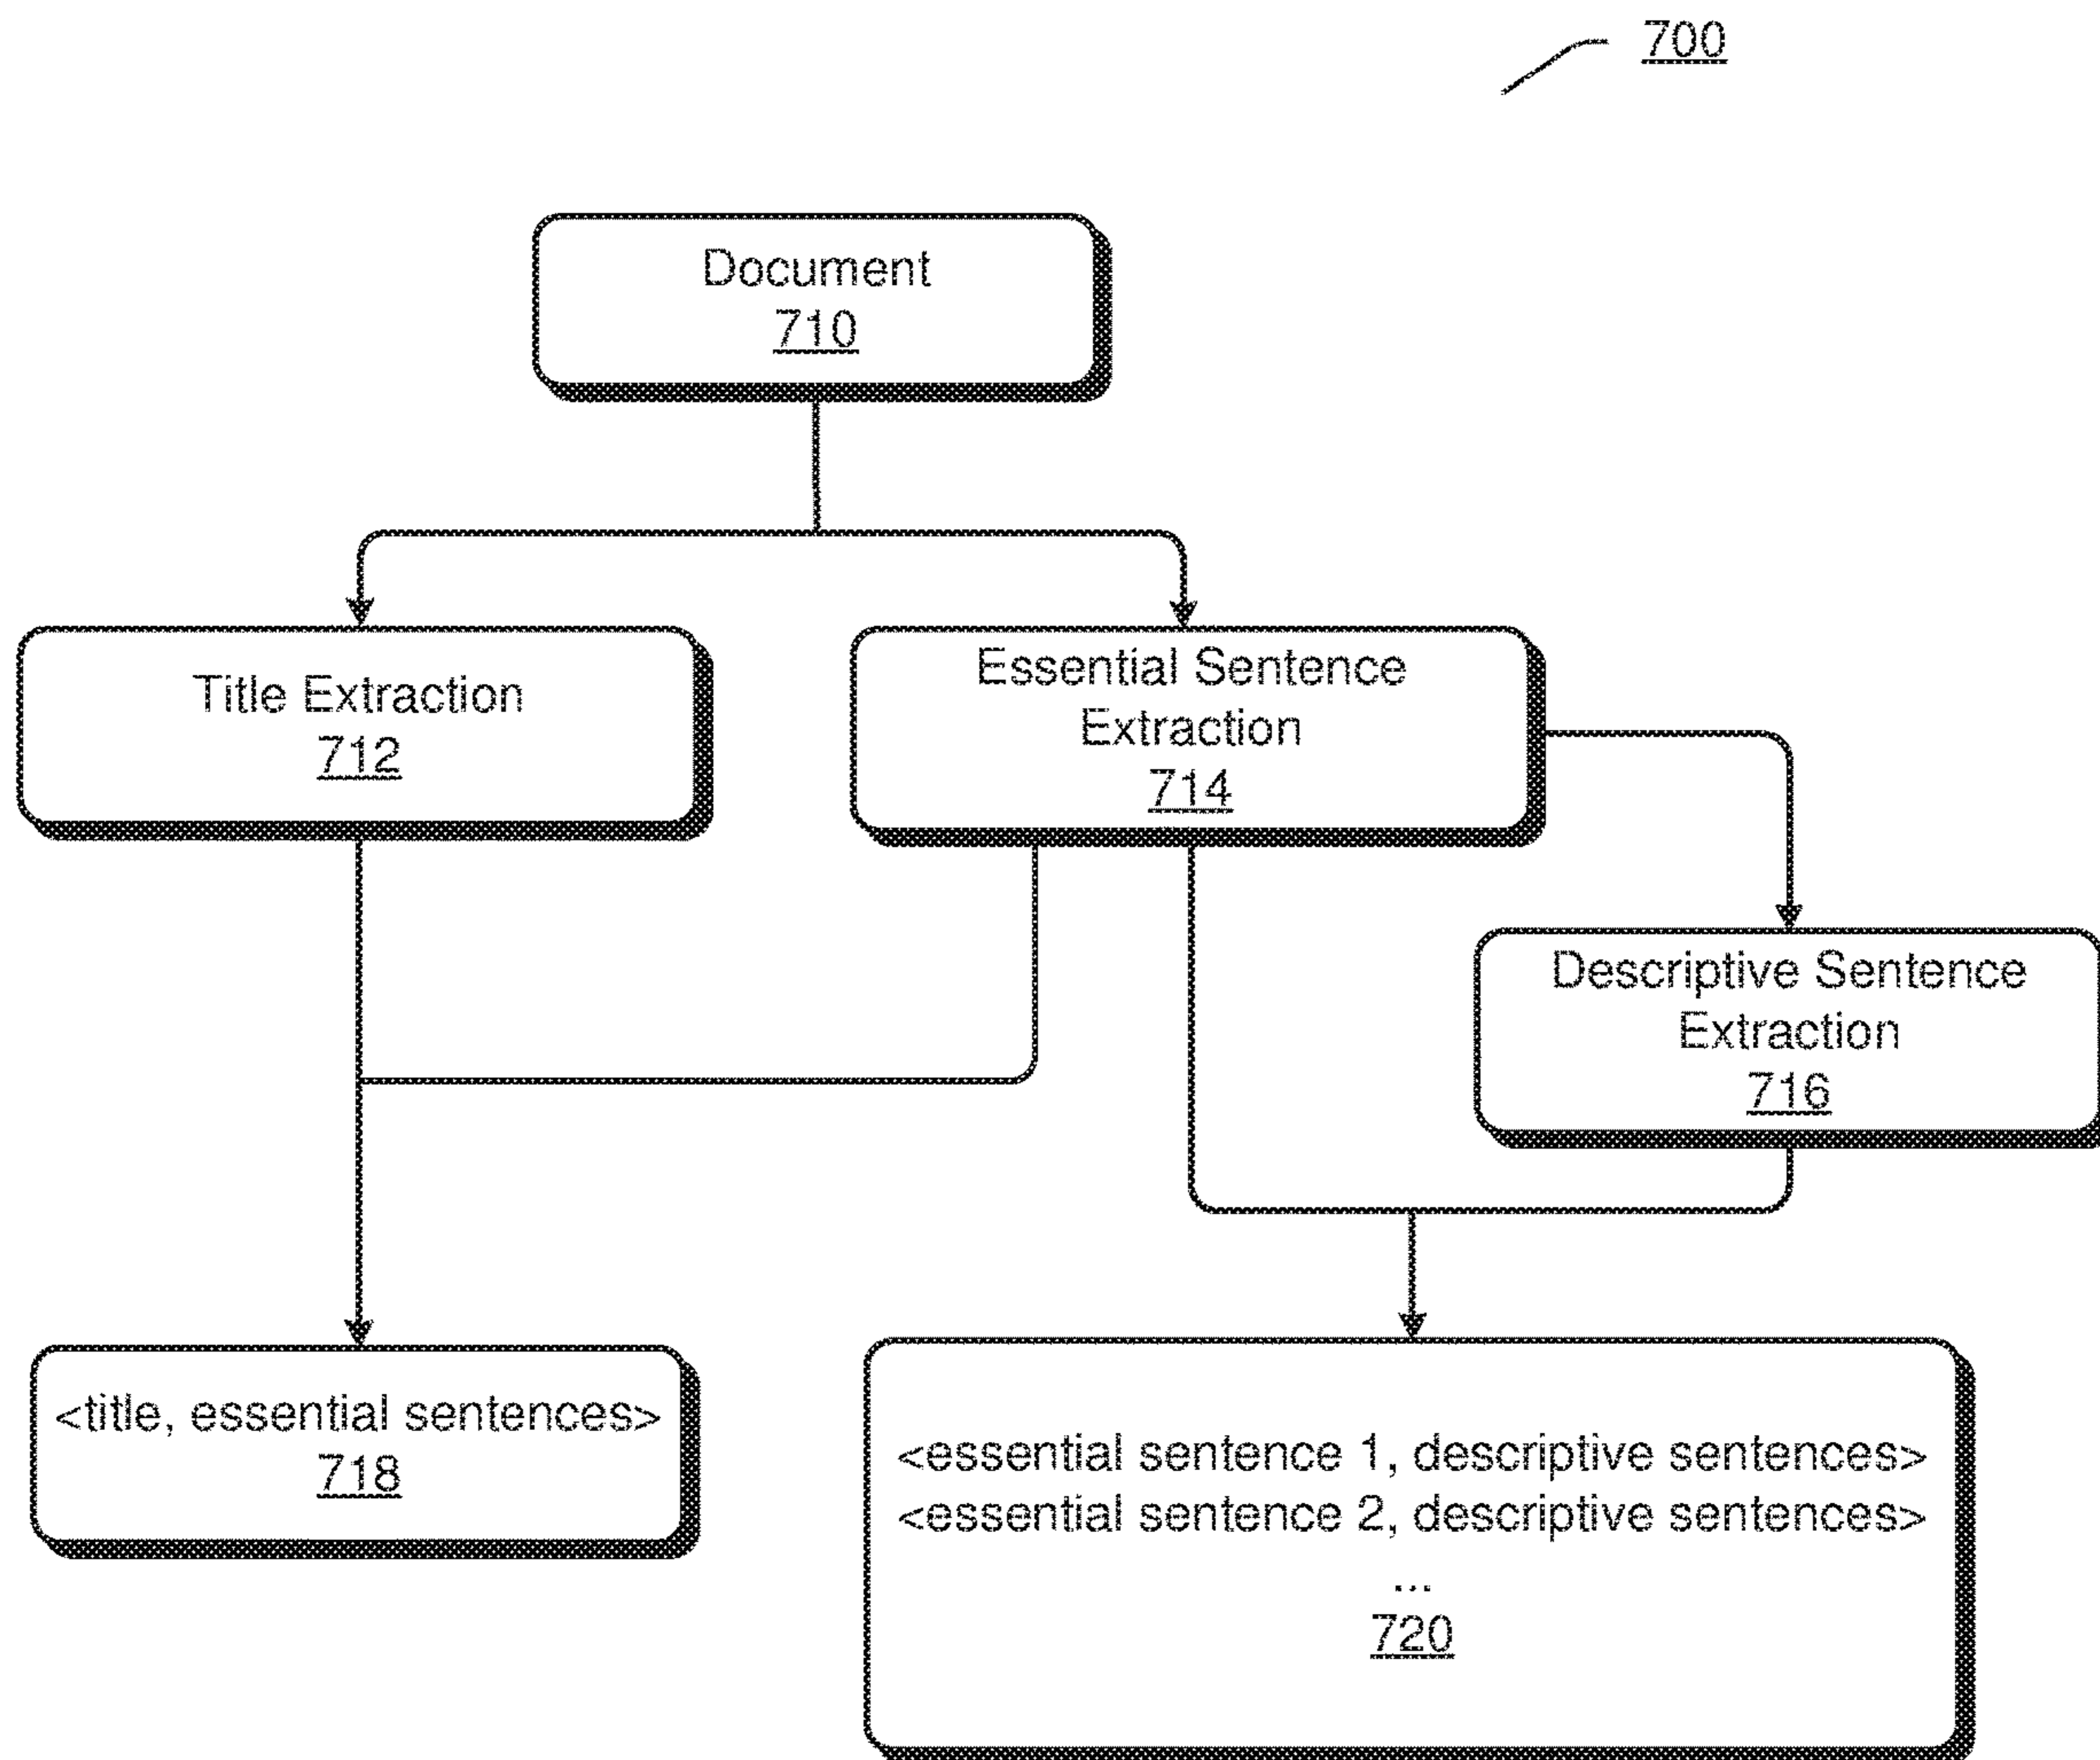 700
Document
710
Title Extraction
712
Essential Sentence
Extraction
714
Descriptive Sentence
Extraction
716
<title, essential sentences>
718
<essential sentence 1, descriptive sentences>
<essential sentence 2, descriptive sentences>
...
720